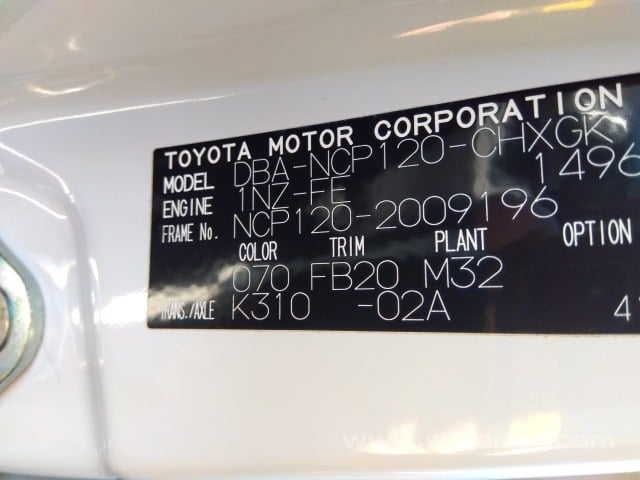 TOYOTA MOTOR CORPORATION
MODEL DBA-NCP120-CHXGK
ENGINE 1NZ-FE 1496
FRAME No. NCP120-2009196
COLOR TRIM PLANT OPTION
070 FB20 M32
TRANS./AXLE K310 -02A 4